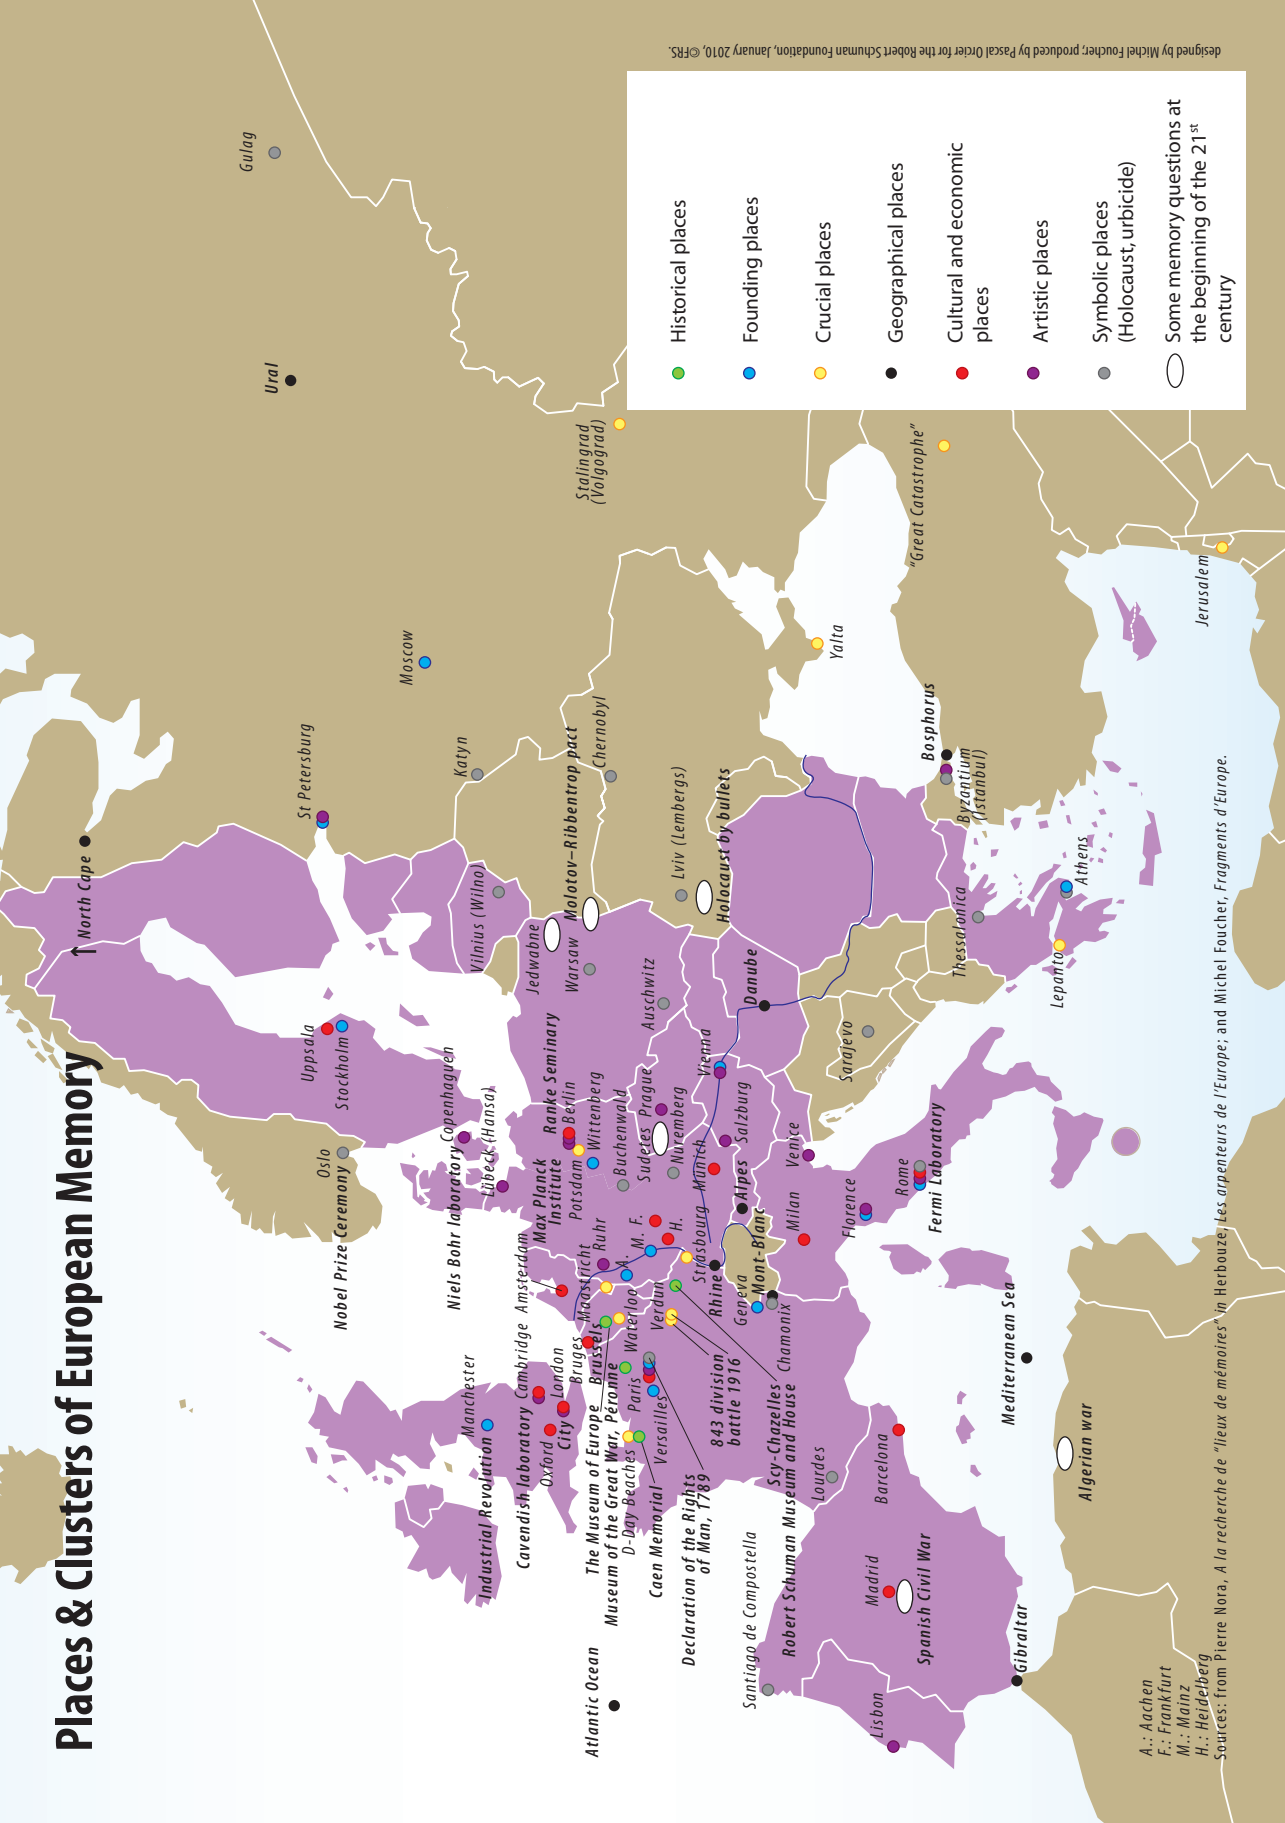 Places & Clusters of European Memory
North Cape
Ural
Gulag
St Petersburg
Moscow
Katyn
Uppsala
Stockholm
Oslo
Nobel Prize Ceremony
Copenhaguen
Niels Bohr laboratory
Lübeck (Hansa)
Vilnius (Wilno)
Jedwabne
Molotov–Ribbentrop pact
Warsaw
Chernobyl
Stalingrad
(Volgograd)
Lviv (Lembergs)
Holocaust by bullets
Auschwitz
Manchester
Industrial Revolution
Cambridge
Cavendish laboratory
Oxford
London
City
Amsterdam
Max Planck
Institute
Ranke Seminary
Berlin
Potsdam
Wittenberg
Buchenwald
Sudetes
Prague
Nuremberg
Munich
Salzburg
Vienna
Danube
Maastricht
Ruhr
A.
M.
F.
H.
Bruges
Brussels
The Museum of Europe
Waterloo
Museum of the Great War, Péronne
Verdun
Strasbourg
Rhine
Paris
Versailles
D-Day Beaches
Caen Memorial
Declaration of the Rights
of Man, 1789
843 division
battle 1916
Scy-Chazelles
Robert Schuman Museum and House
Geneva
Mont-Blanc
Chamonix
Alpes
Milan
Venice
Florence
Rome
Fermi Laboratory
Sarajevo
Yalta
"Great Catastrophe"
Bosphorus
Byzantium
(Istanbul)
Thessalonica
Athens
Lepanto
Jerusalem
Lourdes
Barcelona
Madrid
Spanish Civil War
Santiago de Compostella
Lisbon
Gibraltar
Atlantic Ocean
Mediterranean Sea
Algerian war
Historical places
Founding places
Crucial places
Geographical places
Cultural and economic
places
Artistic places
Symbolic places
(Holocaust, urbicide)
Some memory questions at
the beginning of the 21st
century
A.: Aachen
F.: Frankfurt
M.: Mainz
H.: Heidelberg
Sources: from Pierre Nora, A la recherche de "lieux de mémoires" in Herbouze, Les arpenteurs de l'Europe; and Michel Foucher, Fragments d'Europe.
designed by Michel Foucher; produced by Pascal Orcier for the Robert Schuman Foundation, January 2010, ©FRS.